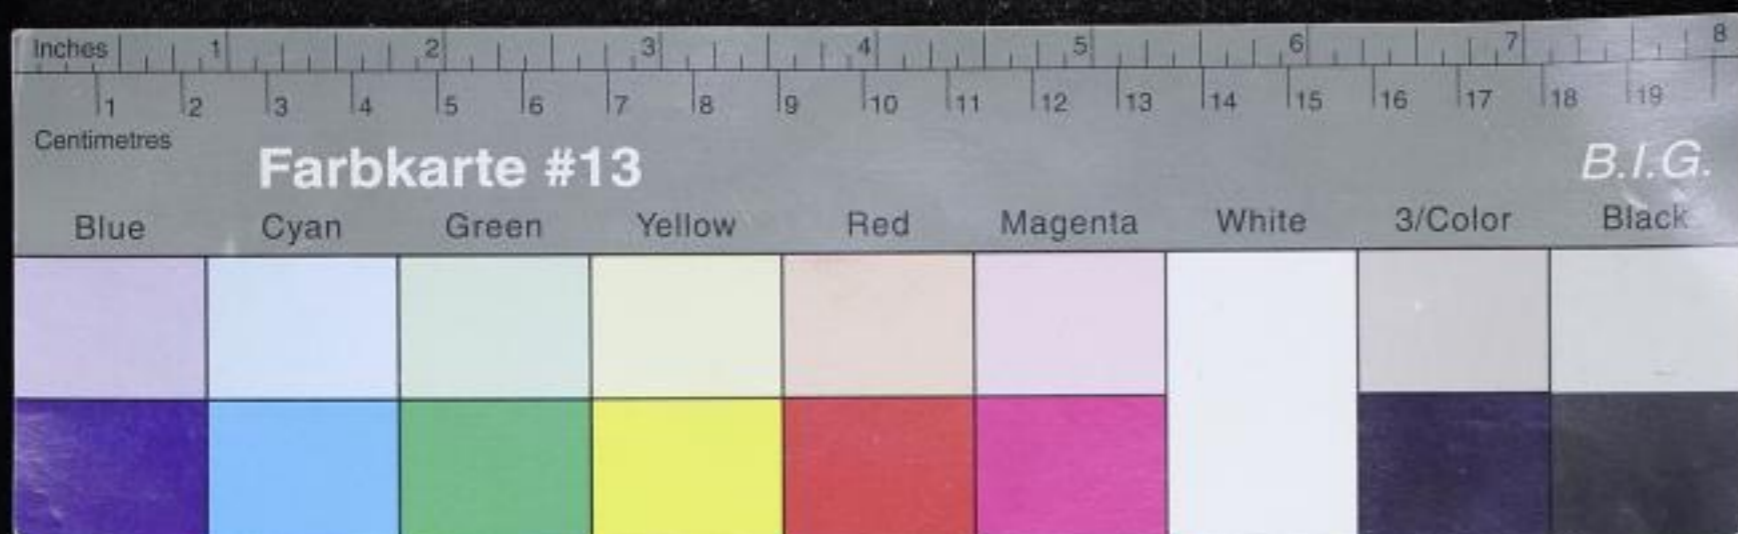 Inches 1 2 3 4 5 6 7 8
1 2 3 4 5 6 7 8 9 10 11 12 13 14 15 16 17 18 19
Centimetres
Farbkarte #13 B.I.G.
Blue Cyan Green Yellow Red Magenta White 3/Color Black